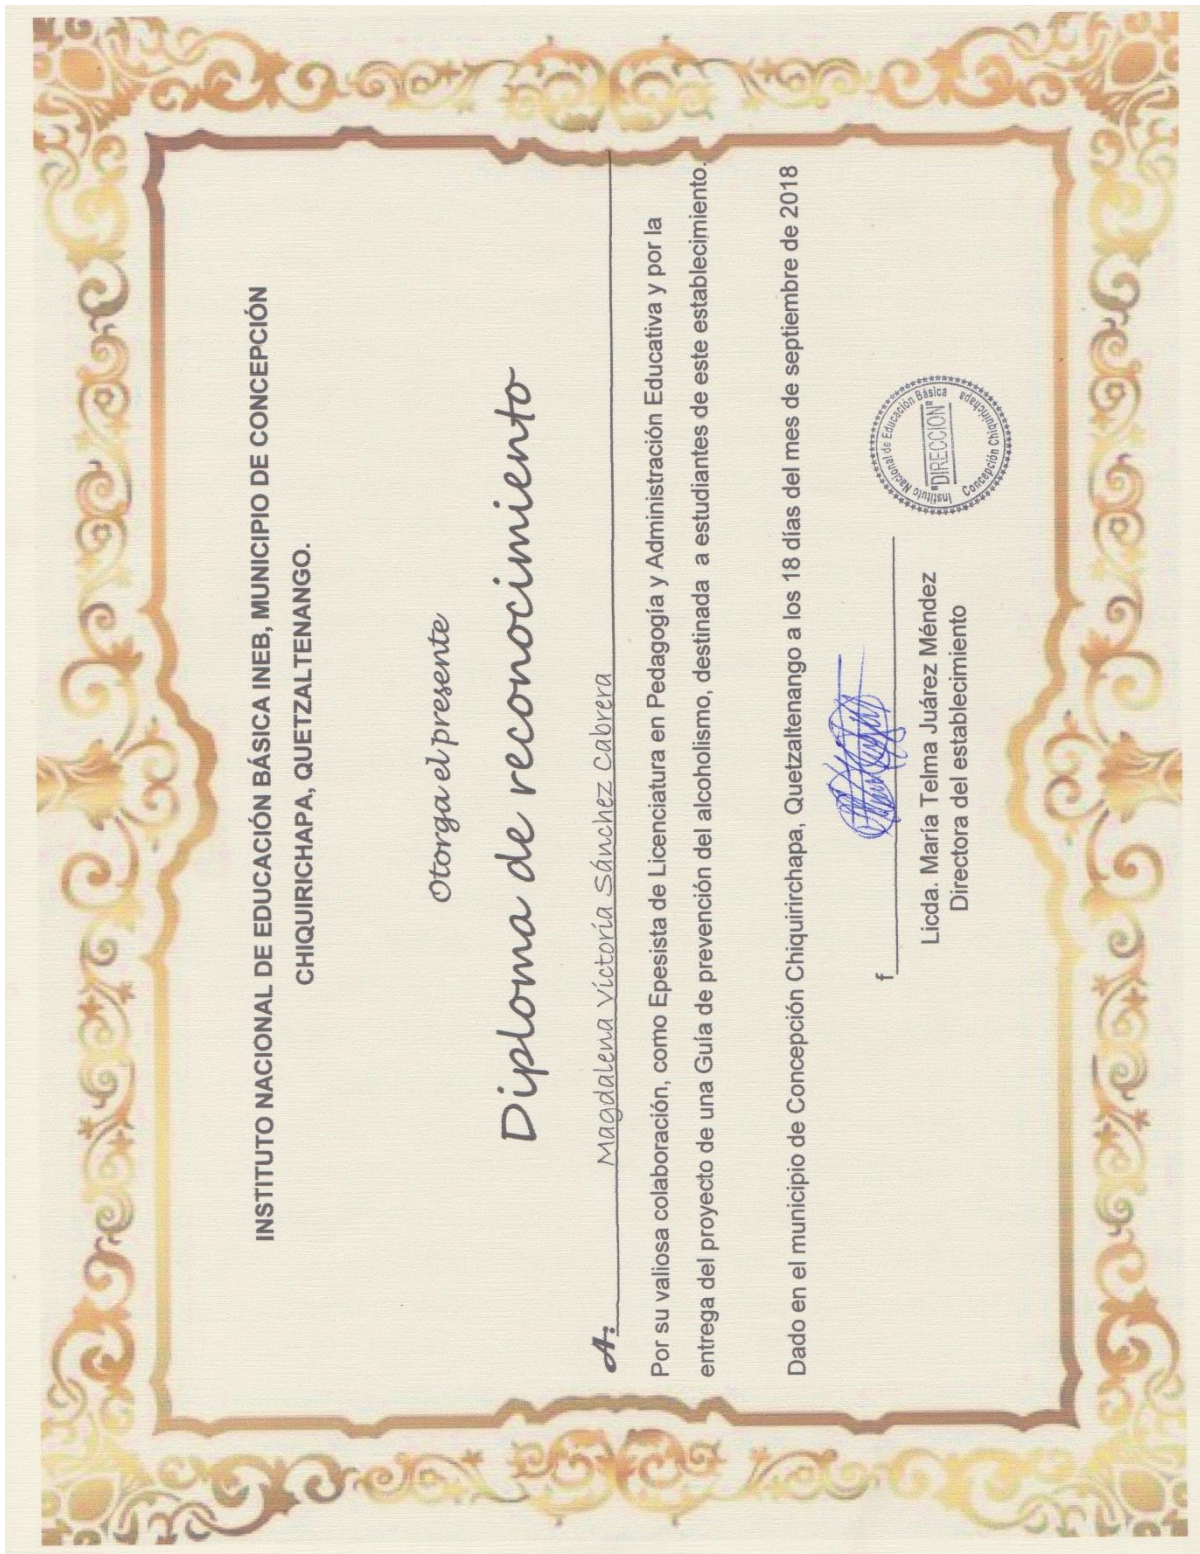 INSTITUTO NACIONAL DE EDUCACIÓN BÁSICA INEB, MUNICIPIO DE CONCEPCIÓN
CHIQUIRICHAPA, QUETZALTENANGO.
Otorga el presente
Diploma de reconocimiento
A: Magdalena Victoria Sánchez Cabrera
Por su valiosa colaboración, como Epesista de Licenciatura en Pedagogía y Administración Educativa y por la
entrega del proyecto de una Guía de prevención del alcoholismo, destinada a estudiantes de este establecimiento.
Dado en el municipio de Concepción Chiquirirchapa, Quetzaltenango a los 18 días del mes de septiembre de 2018
f
Licda. María Telma Juárez Méndez
Directora del establecimiento
Instituto Nacional de Educación Básica
"DIRECCION"
Concepción Chiquirichapa